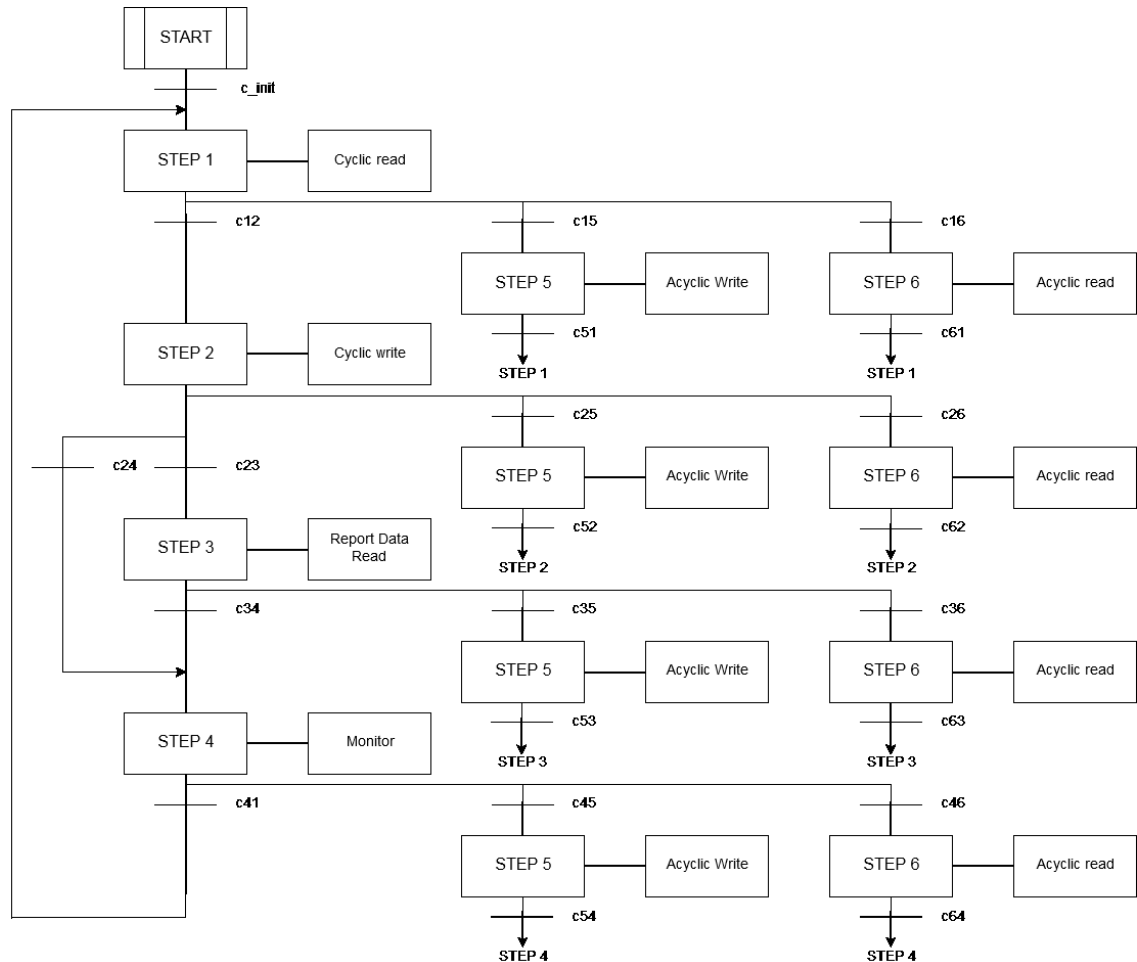 START
c_init
STEP 1
Cyclic read
c12
c15
c16
STEP 5
Acyclic Write
STEP 6
Acyclic read
c51
c61
STEP 2
Cyclic write
STEP 1
STEP 1
c25
c26
c24
c23
STEP 5
Acyclic Write
STEP 6
Acyclic read
c52
c62
STEP 3
Report Data
Read
STEP 2
STEP 2
c34
c35
c36
STEP 5
Acyclic Write
STEP 6
Acyclic read
c53
c63
STEP 4
Monitor
STEP 3
STEP 3
c41
c45
c46
STEP 5
Acyclic Write
STEP 6
Acyclic read
c54
c64
STEP 4
STEP 4